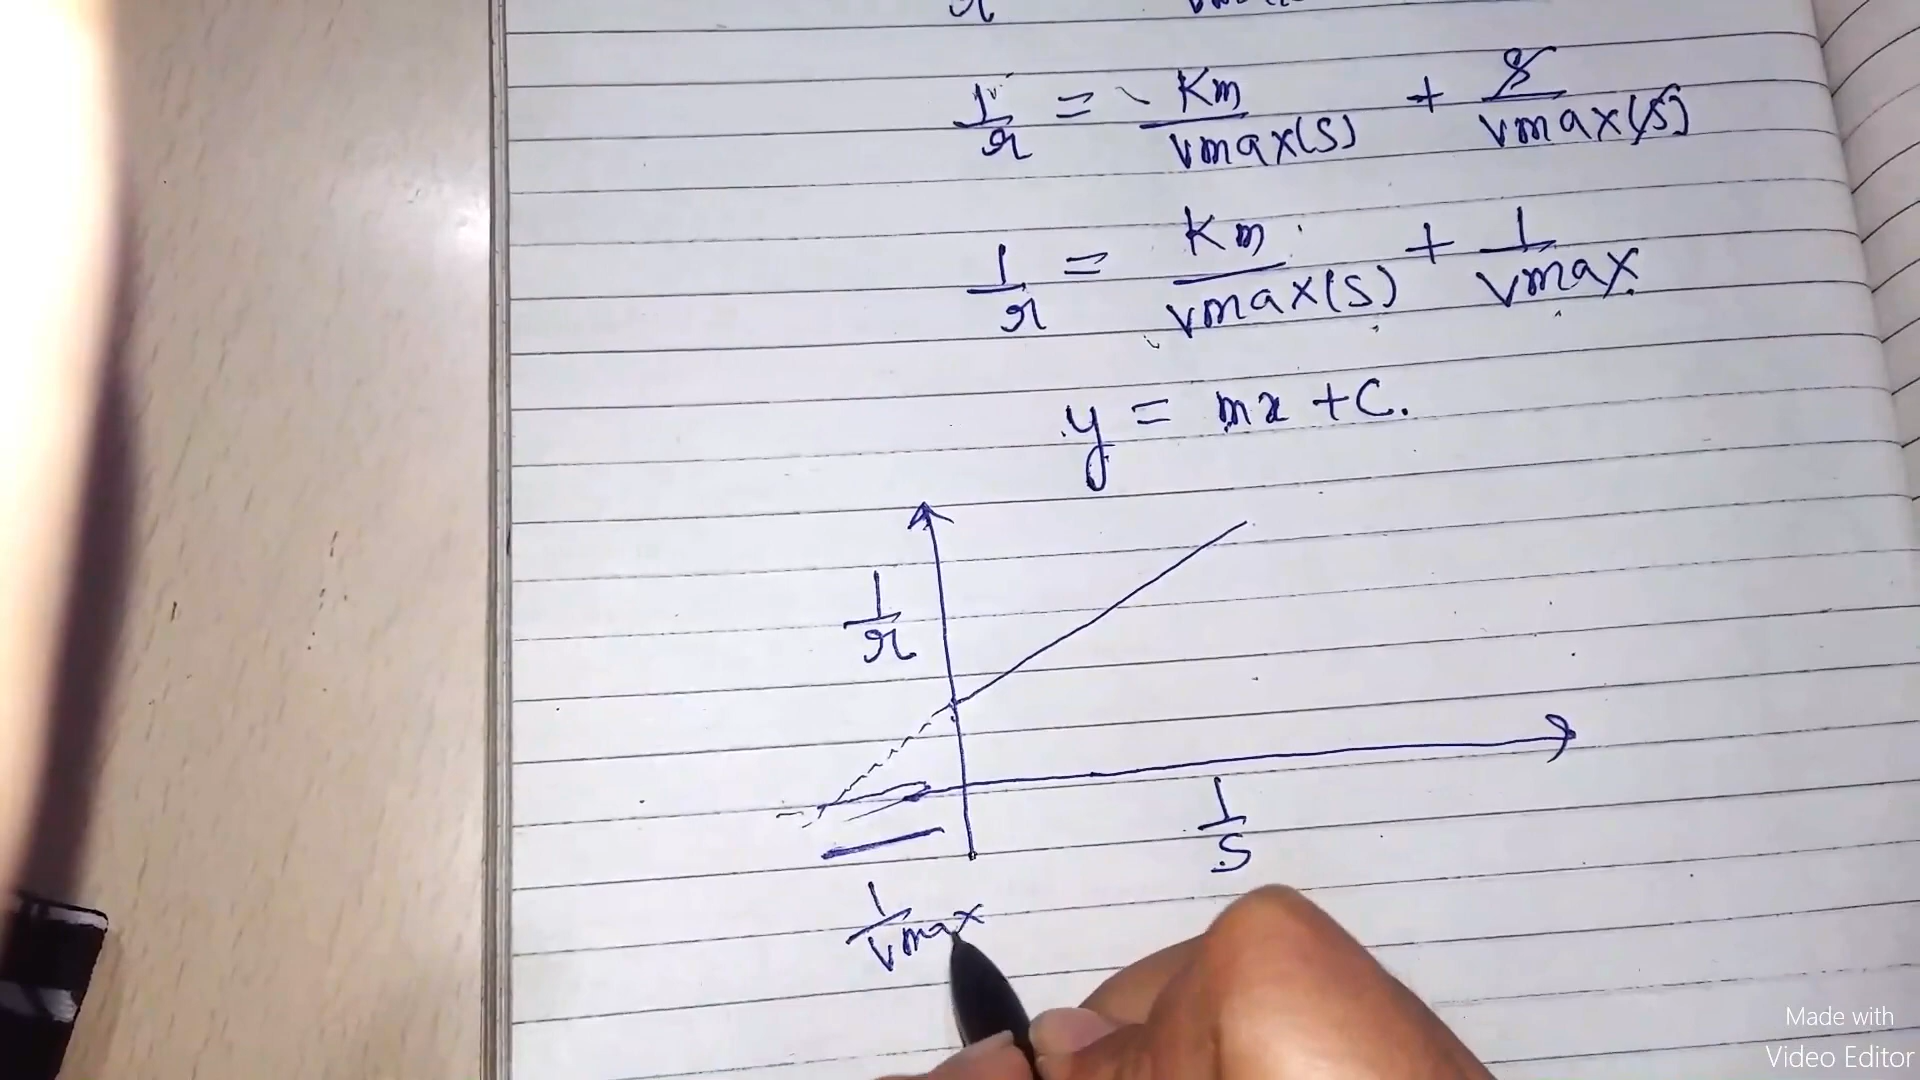 1/r = Km/Vmax(S) + S/Vmax(S)
1/r = Km/Vmax(S) + 1/Vmax
y = mx + C.
1/r
1/S
1/Vmax
Made with
Video Editor